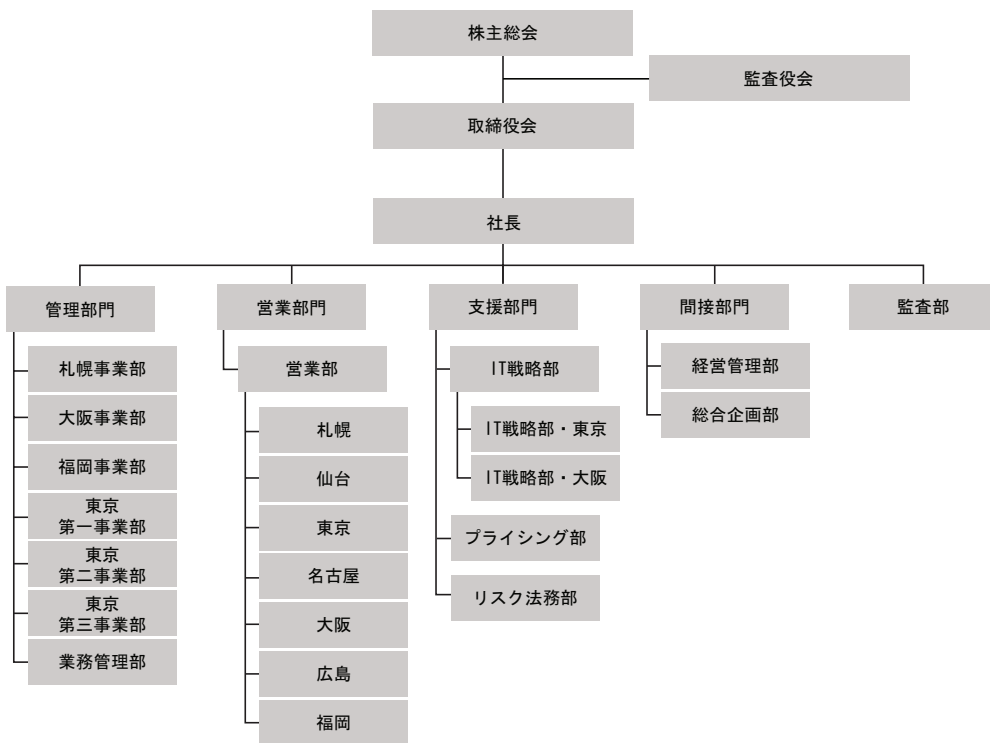 株主総会
監査役会
取締役会
社長
管理部門
札幌事業部
大阪事業部
福岡事業部
東京
第一事業部
東京
第二事業部
東京
第三事業部
業務管理部
営業部門
営業部
札幌
仙台
東京
名古屋
大阪
広島
福岡
支援部門
IT戦略部
IT戦略部・東京
IT戦略部・大阪
プライシング部
リスク法務部
間接部門
経営管理部
総合企画部
監査部